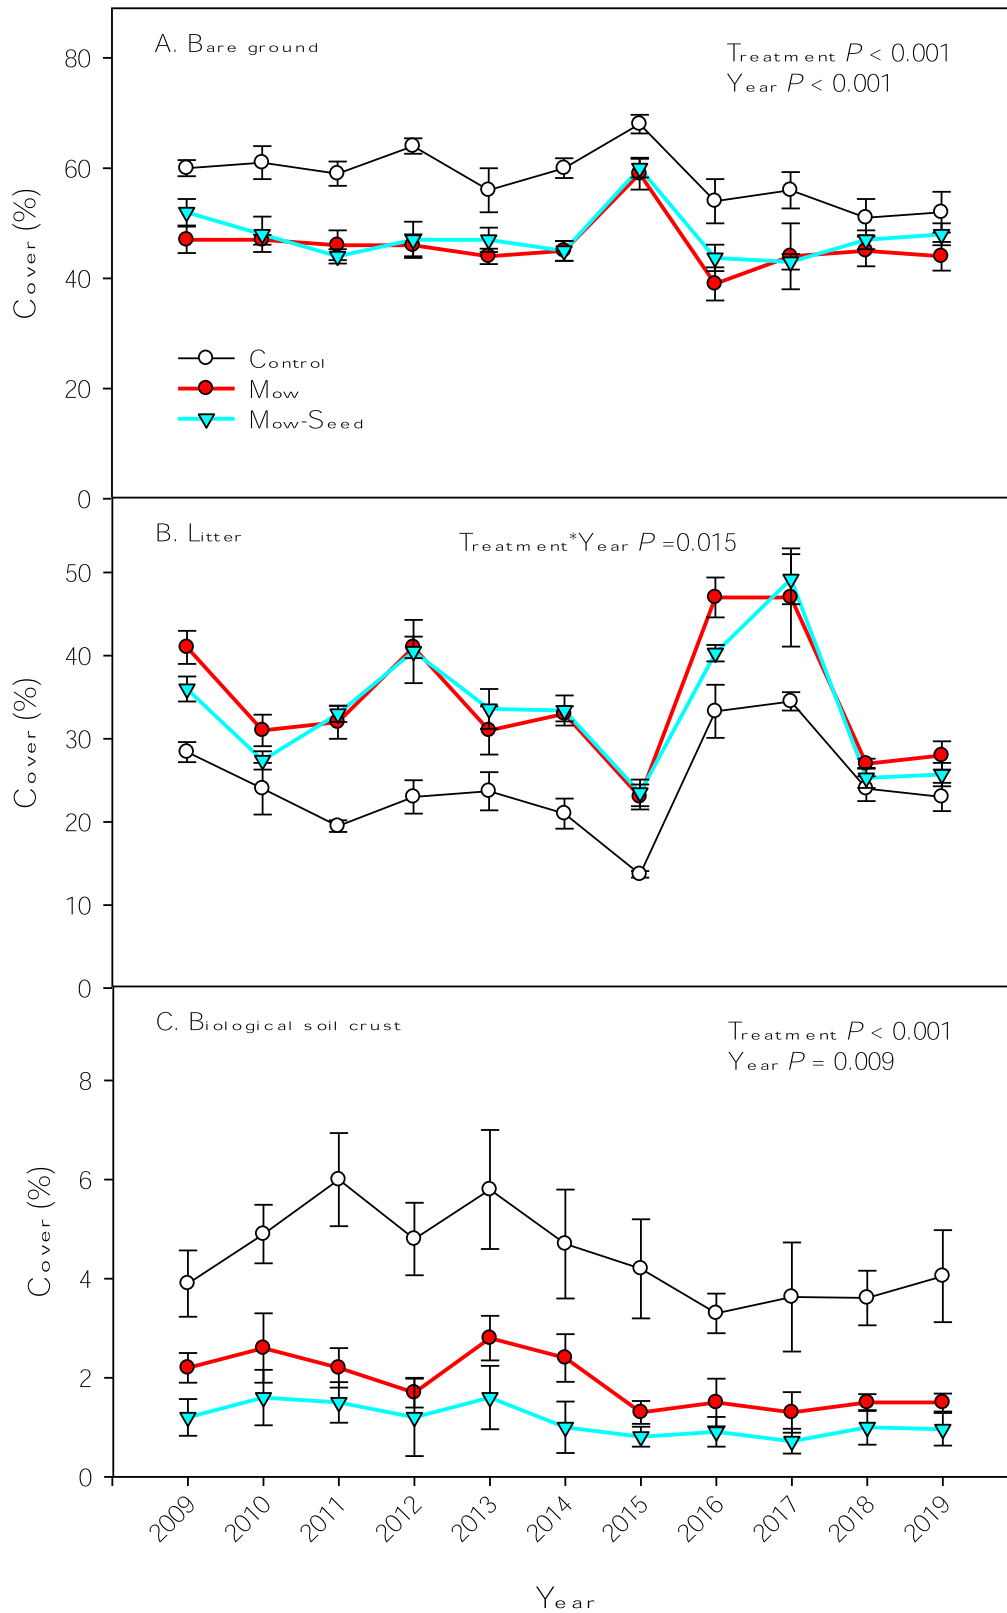 A. Bare ground
Treatment P < 0.001
Year P < 0.001
80
60
40
20
0
Cover (%)
Control
Mow
Mow-Seed
B. Litter
Treatment*Year P =0.015
50
40
30
20
10
0
Cover (%)
C. Biological soil crust
Treatment P < 0.001
Year P = 0.009
8
6
4
2
0
Cover (%)
2009
2010
2011
2012
2013
2014
2015
2016
2017
2018
2019
Year